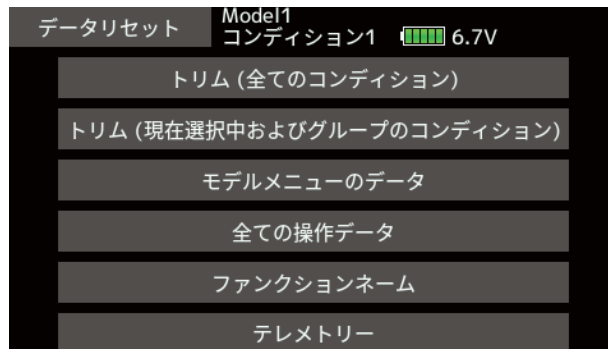 データリセット
Model1
コンディション1 6.7V
トリム (全てのコンディション)
トリム (現在選択中およびグループのコンディション)
モデルメニューのデータ
全ての操作データ
ファンクションネーム
テレメトリー